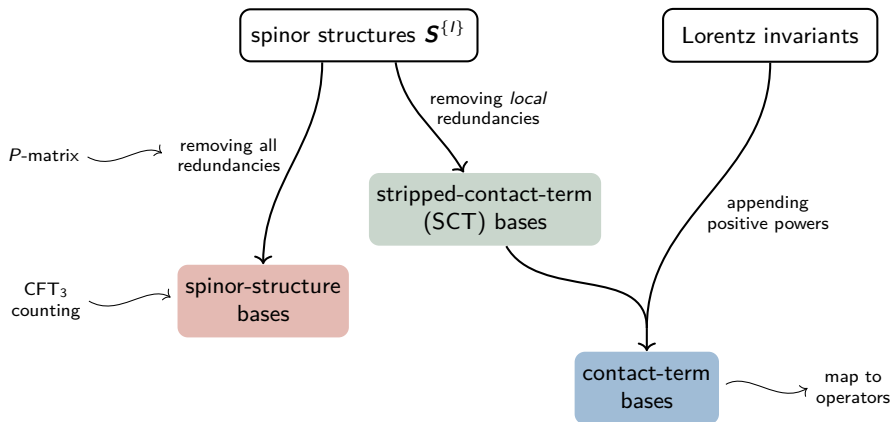 spinor structures S^{I}
Lorentz invariants
removing local
redundancies
P-matrix
removing all
redundancies
stripped-contact-term
(SCT) bases
appending
positive powers
CFT₃
counting
spinor-structure
bases
contact-term
bases
map to
operators